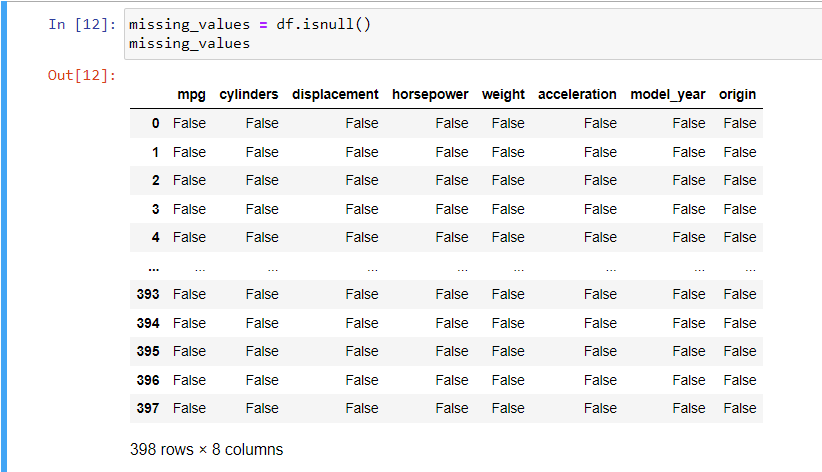 In [12]: missing_values = df.isnull()
missing_values
Out[12]:
mpg cylinders displacement horsepower weight acceleration model_year origin
0 False False False False False False False False
1 False False False False False False False False
2 False False False False False False False False
3 False False False False False False False False
4 False False False False False False False False
... ... ... ... ... ... ... ... ...
393 False False False False False False False False
394 False False False False False False False False
395 False False False False False False False False
396 False False False False False False False False
397 False False False False False False False False
398 rows × 8 columns